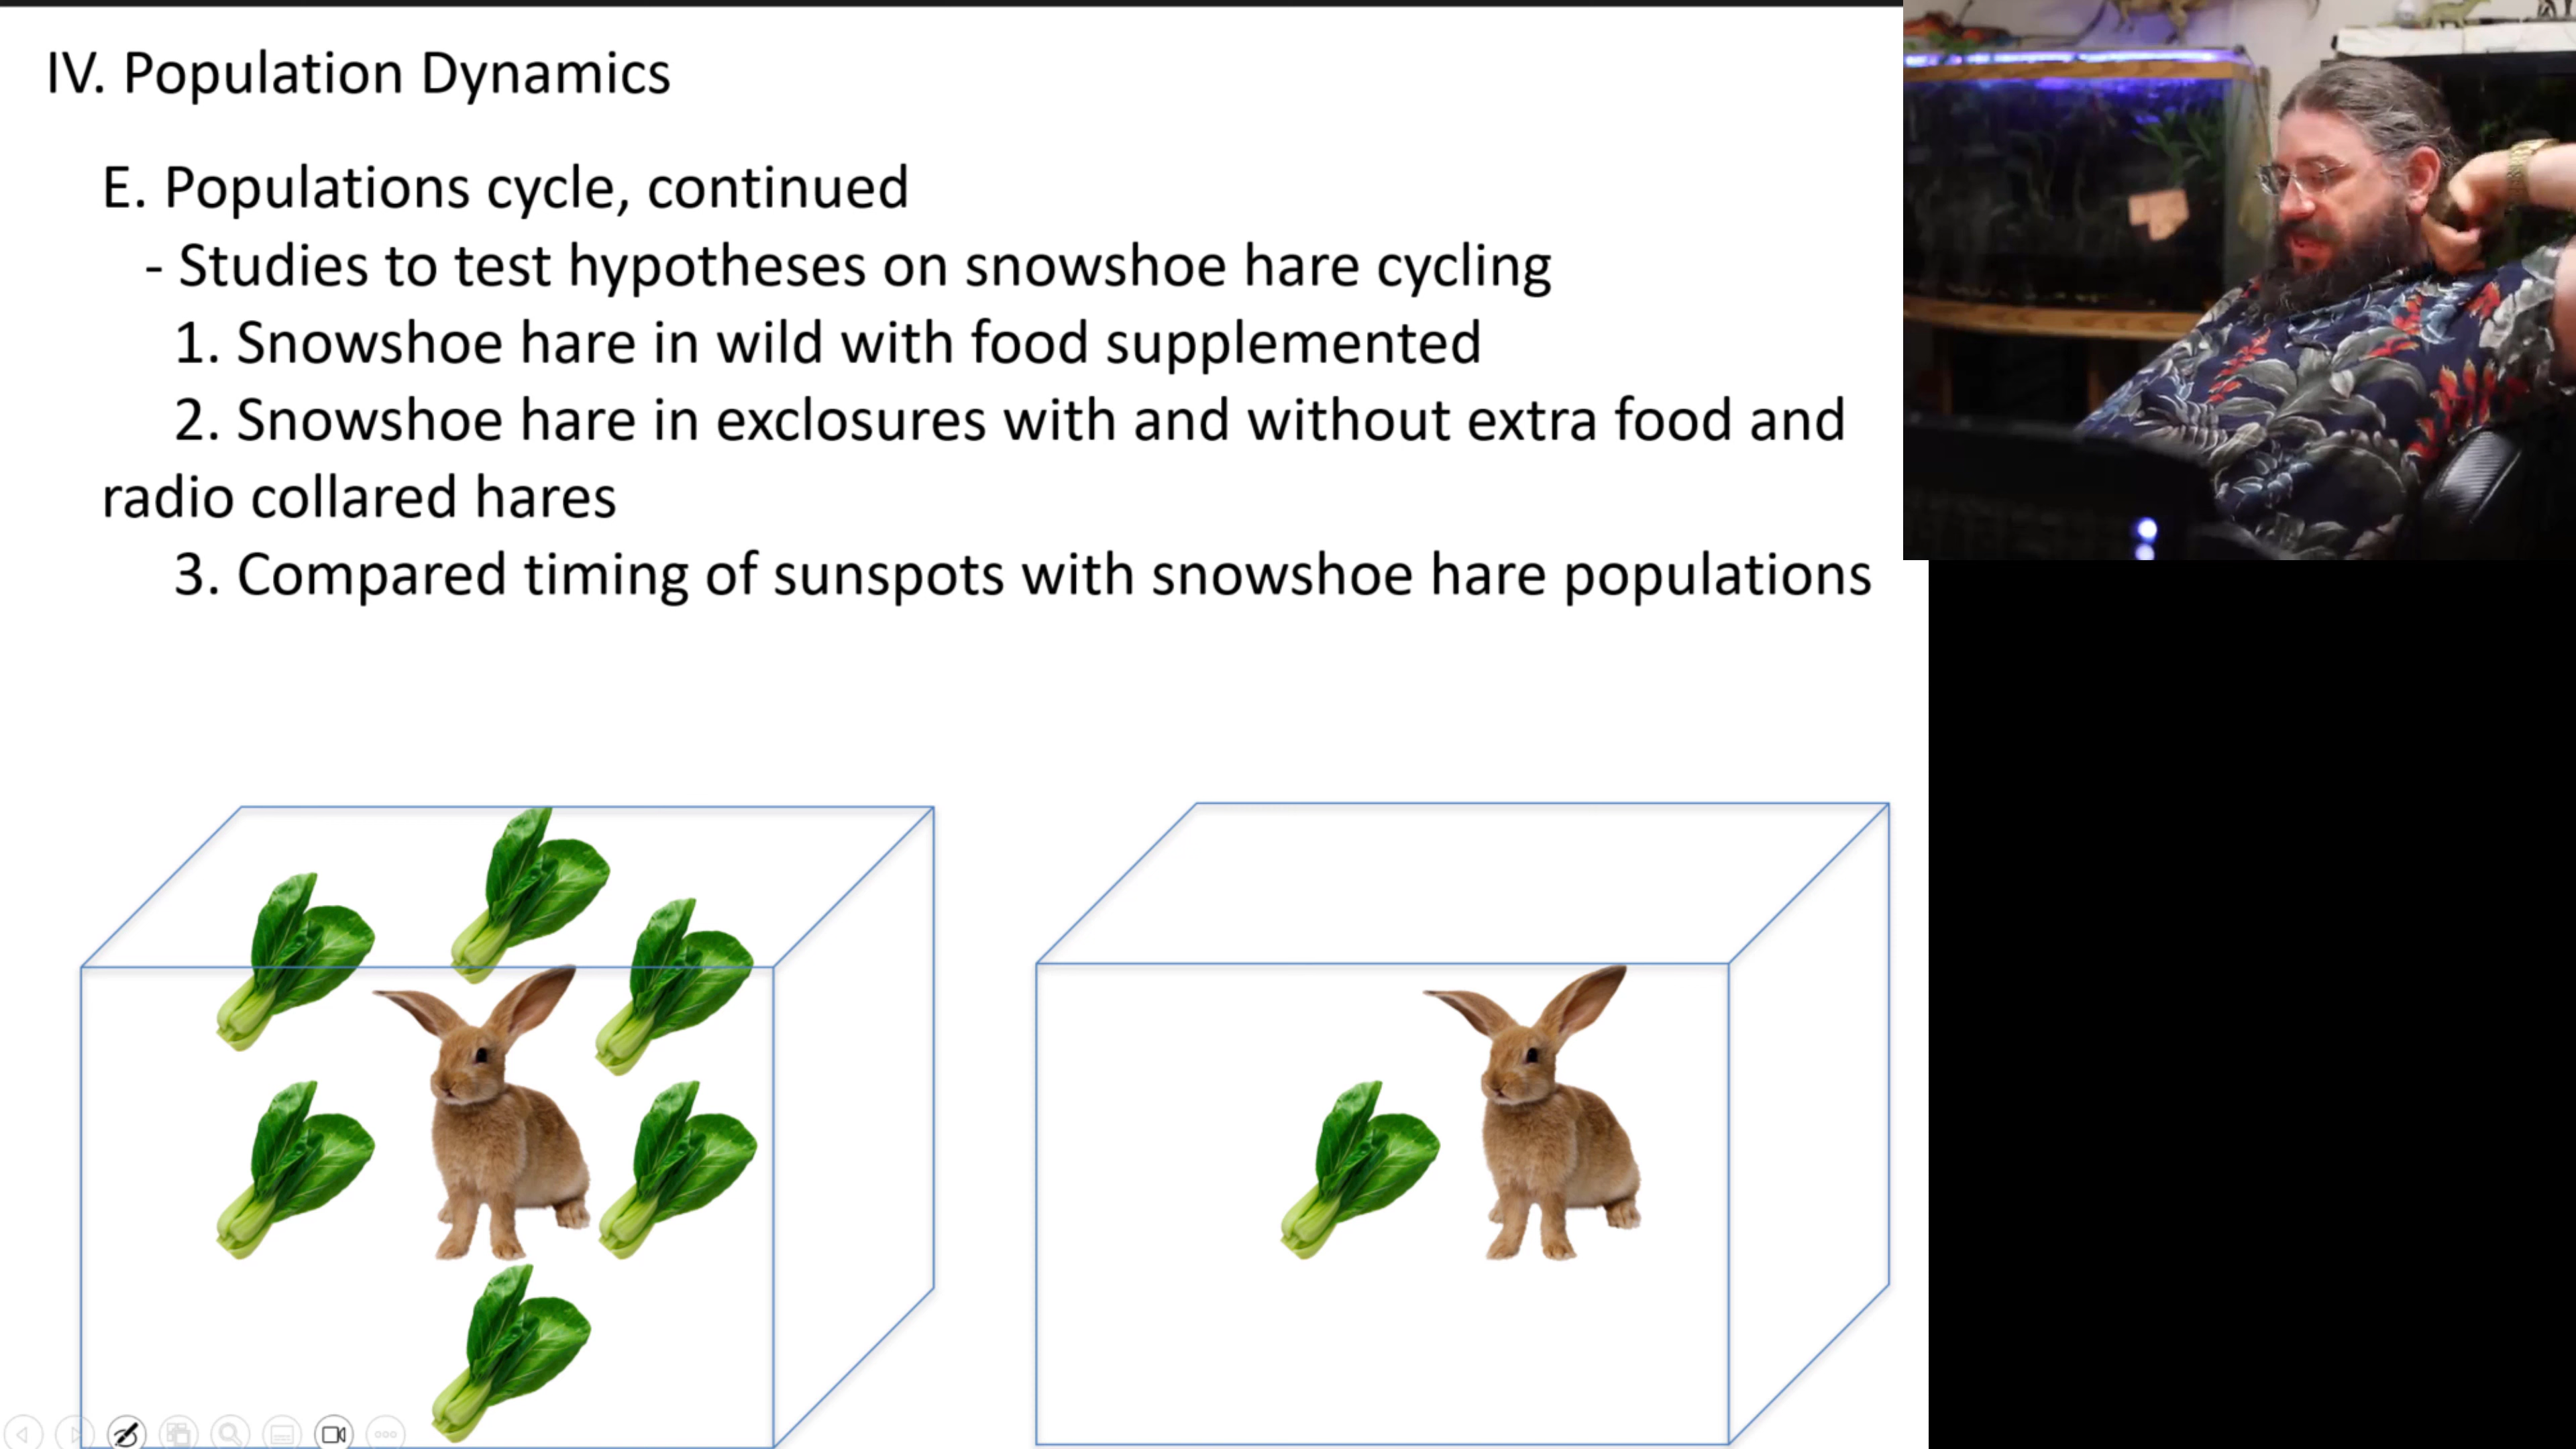 IV. Population Dynamics
E. Populations cycle, continued
- Studies to test hypotheses on snowshoe hare cycling
1. Snowshoe hare in wild with food supplemented
2. Snowshoe hare in exclosures with and without extra food and
radio collared hares
3. Compared timing of sunspots with snowshoe hare populations